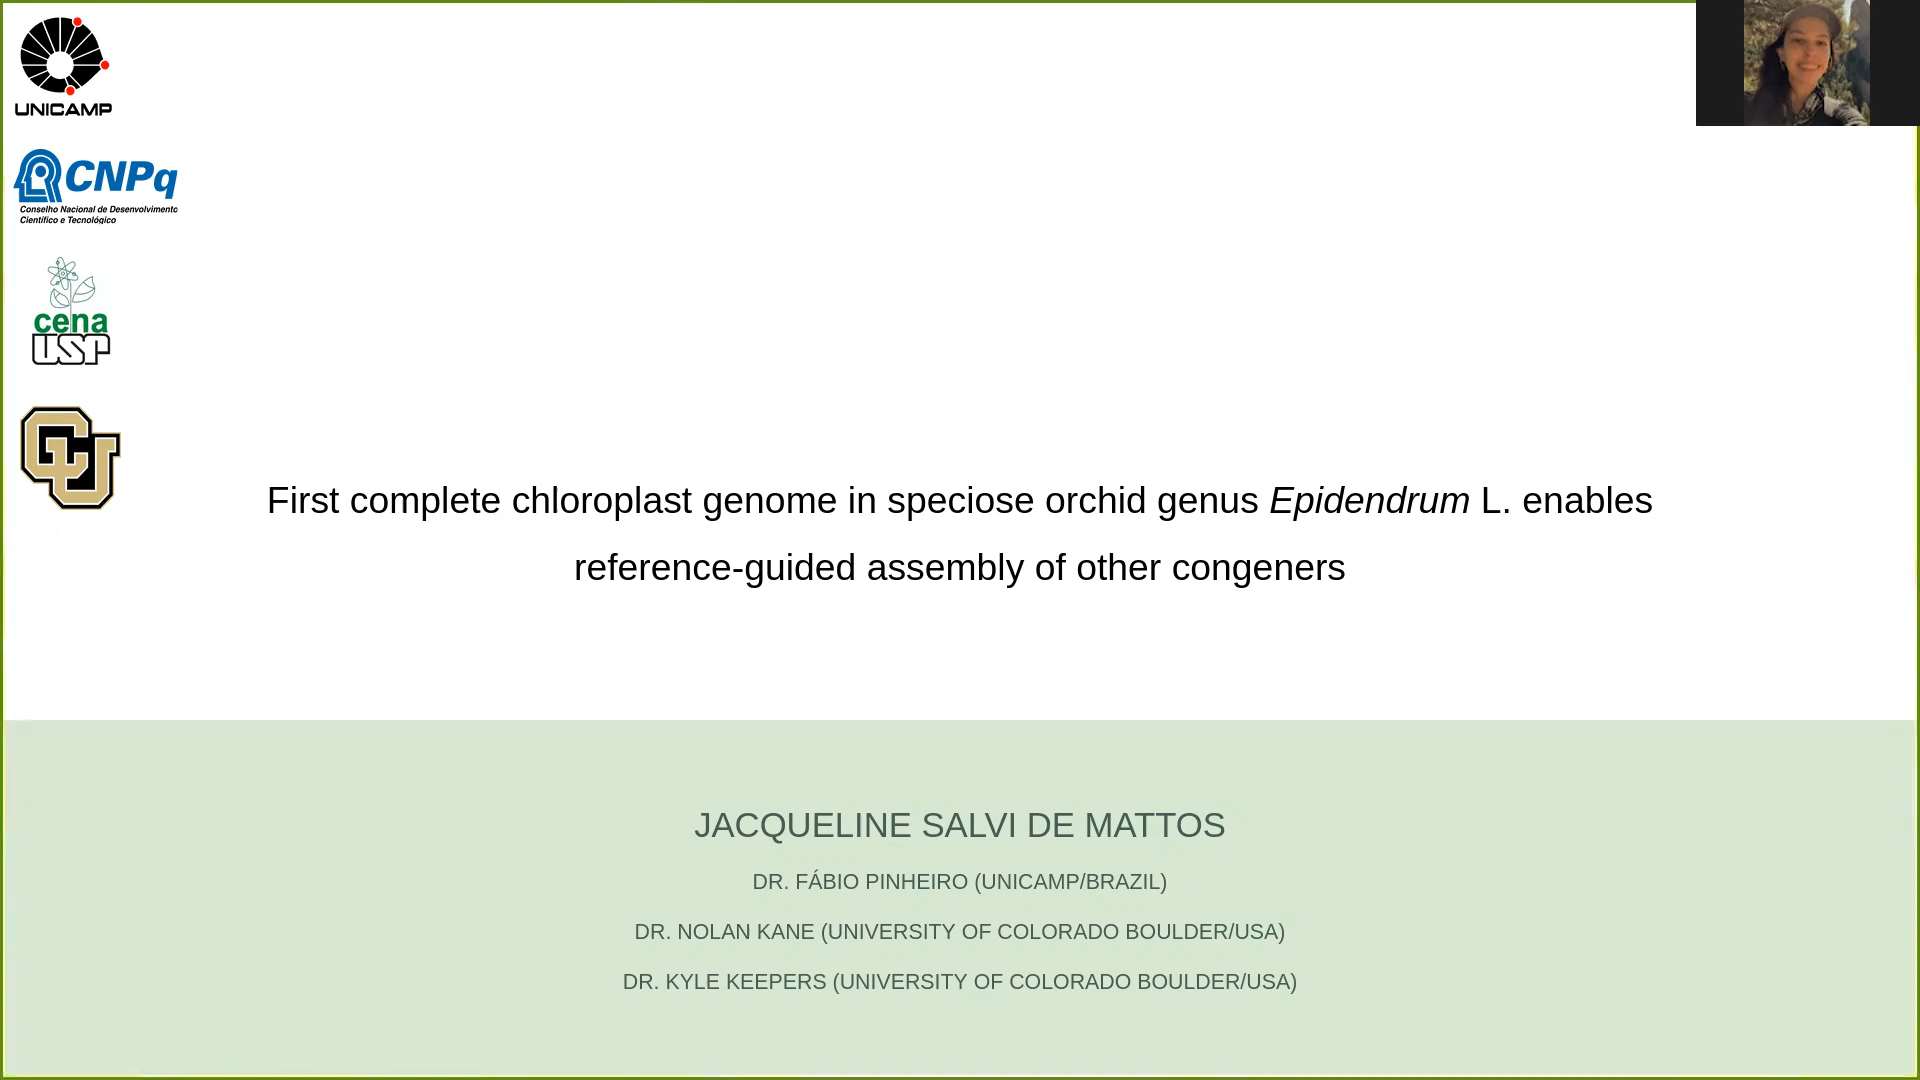 UNICAMP
CNPq
Conselho Nacional de Desenvolvimento
Científico e Tecnológico
cena
USP
CU
First complete chloroplast genome in speciose orchid genus Epidendrum L. enables
reference-guided assembly of other congeners
JACQUELINE SALVI DE MATTOS
DR. FÁBIO PINHEIRO (UNICAMP/BRAZIL)
DR. NOLAN KANE (UNIVERSITY OF COLORADO BOULDER/USA)
DR. KYLE KEEPERS (UNIVERSITY OF COLORADO BOULDER/USA)